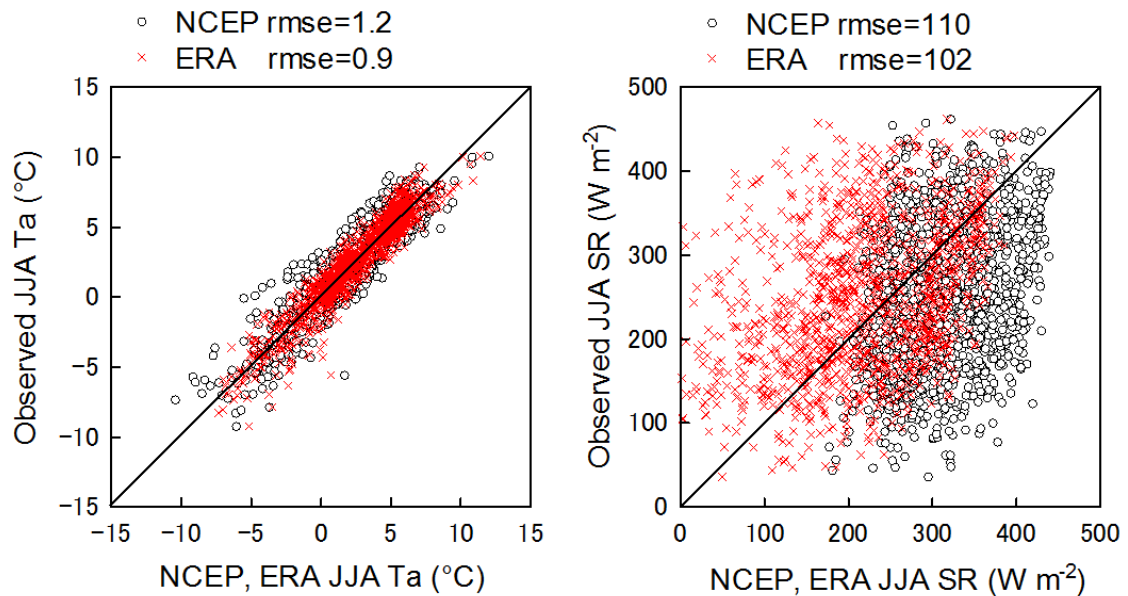 ○ NCEP rmse=1.2
× ERA rmse=0.9
15
10
5
0
−5
−10
−15
−15 −10 −5 0 5 10 15
Observed JJA Ta (°C)
NCEP, ERA JJA Ta (°C)
○ NCEP rmse=110
× ERA rmse=102
500
400
300
200
100
0
0 100 200 300 400 500
Observed JJA SR (W m⁻²)
NCEP, ERA JJA SR (W m⁻²)